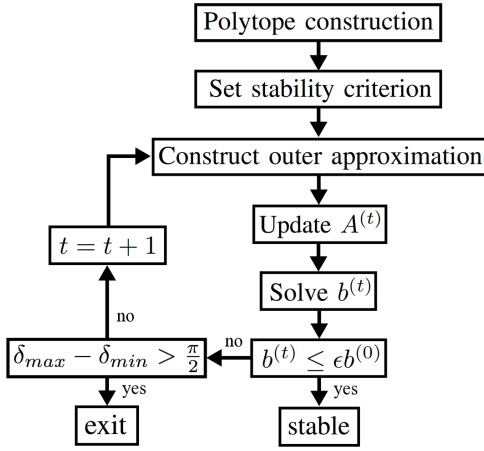 Polytope construction
Set stability criterion
Construct outer approximation
Update $A^{(t)}$
$t = t + 1$
Solve $b^{(t)}$
no
$\delta_{max} - \delta_{min} > \frac{\pi}{2}$
no
$b^{(t)} \leq \epsilon b^{(0)}$
yes
yes
exit
stable